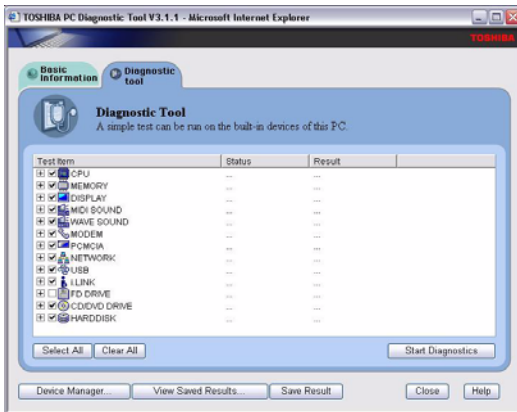 TOSHIBA PC Diagnostic Tool V3.1.1 - Microsoft Internet Explorer
TOSHIBA
Basic Information
Diagnostic tool
Diagnostic Tool
A simple test can be run on the built-in devices of this PC.
Test Item Status Result
CPU ... ...
MEMORY ... ...
DISPLAY ... ...
MIDI SOUND ... ...
WAVE SOUND ... ...
MODEM ... ...
PCMCIA ... ...
NETWORK ... ...
USB ... ...
i.LINK ... ...
FD DRIVE ... ...
CD/DVD DRIVE ... ...
HARDDISK ... ...
Select All Clear All Start Diagnostics
Device Manager... View Saved Results... Save Result Close Help